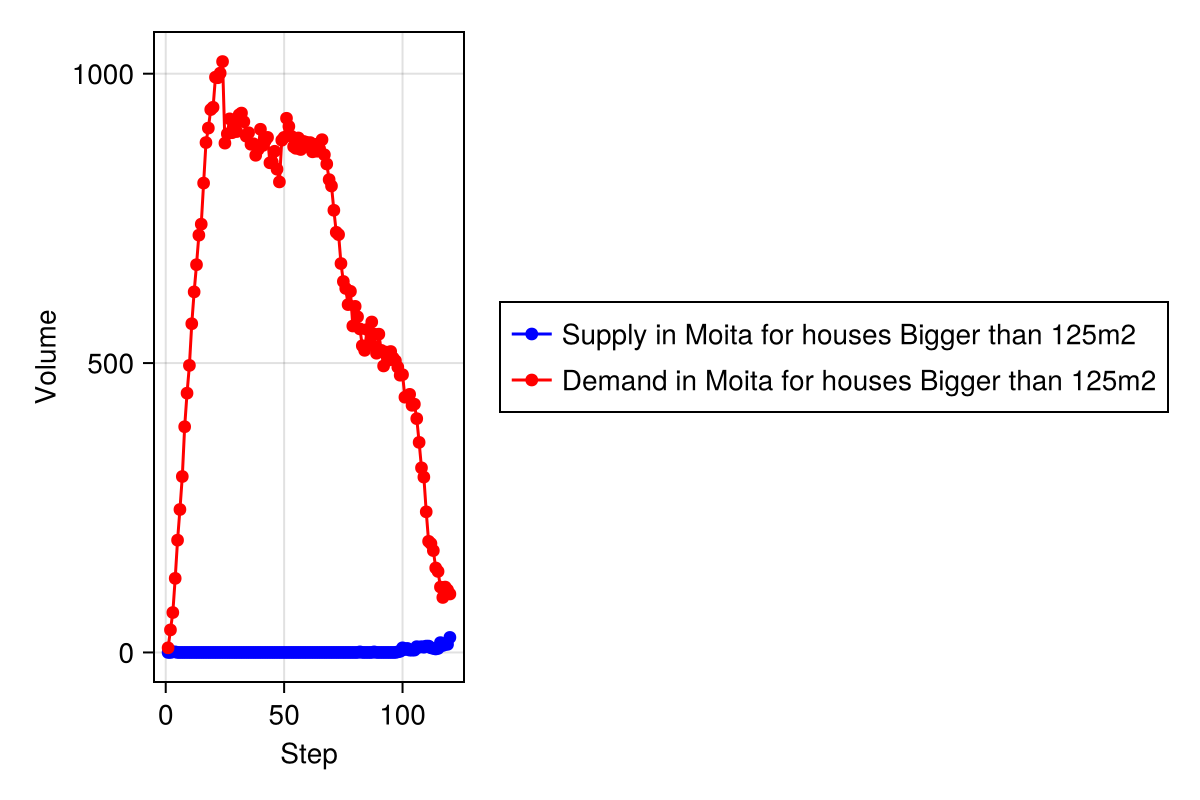 1000
500
0
Volume
0 50 100
Step
Supply in Moita for houses Bigger than 125m2
Demand in Moita for houses Bigger than 125m2